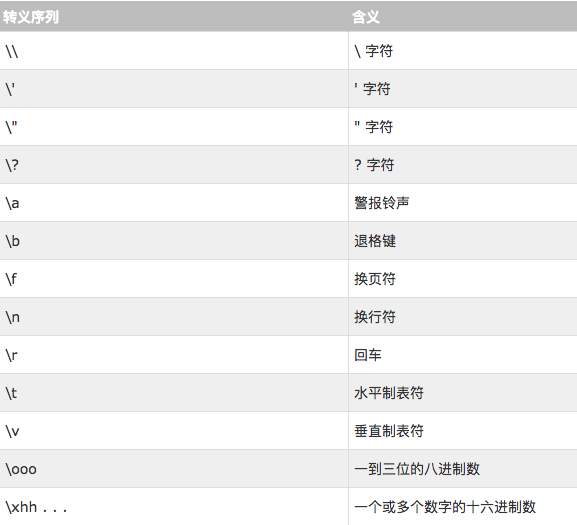 转义序列 含义
\\ \ 字符
\' ' 字符
\" " 字符
\? ? 字符
\a 警报铃声
\b 退格键
\f 换页符
\n 换行符
\r 回车
\t 水平制表符
\v 垂直制表符
\ooo 一到三位的八进制数
\xhh . . . 一个或多个数字的十六进制数